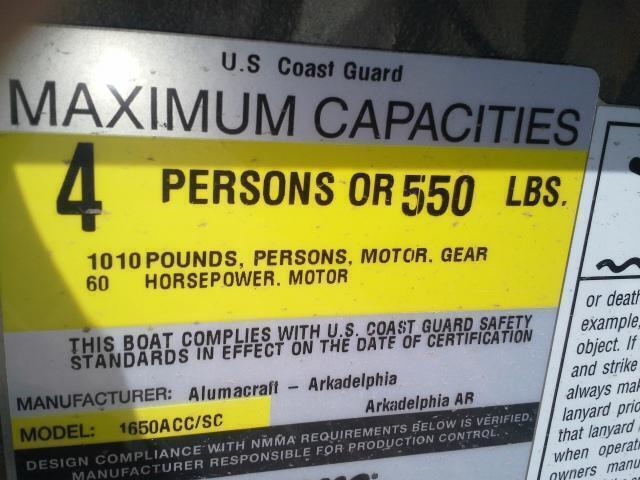 U.S Coast Guard
MAXIMUM CAPACITIES
4 PERSONS OR 550 LBS.
1010 POUNDS, PERSONS, MOTOR. GEAR
60 HORSEPOWER. MOTOR
THIS BOAT COMPLIES WITH U.S. COAST GUARD SAFETY
STANDARDS IN EFFECT ON THE DATE OF CERTIFICATION
MANUFACTURER: Alumacraft - Arkadelphia
Arkadelphia AR
MODEL: 1650ACC/SC
DESIGN COMPLIANCE WITH NMMA REQUIREMENTS BELOW IS VERIFIED.
MANUFACTURER RESPONSIBLE FOR PRODUCTION CONTROL.
or death
example,
object. If
and strike
always ma
lanyard prio
that lanyard
when operati
owners manu